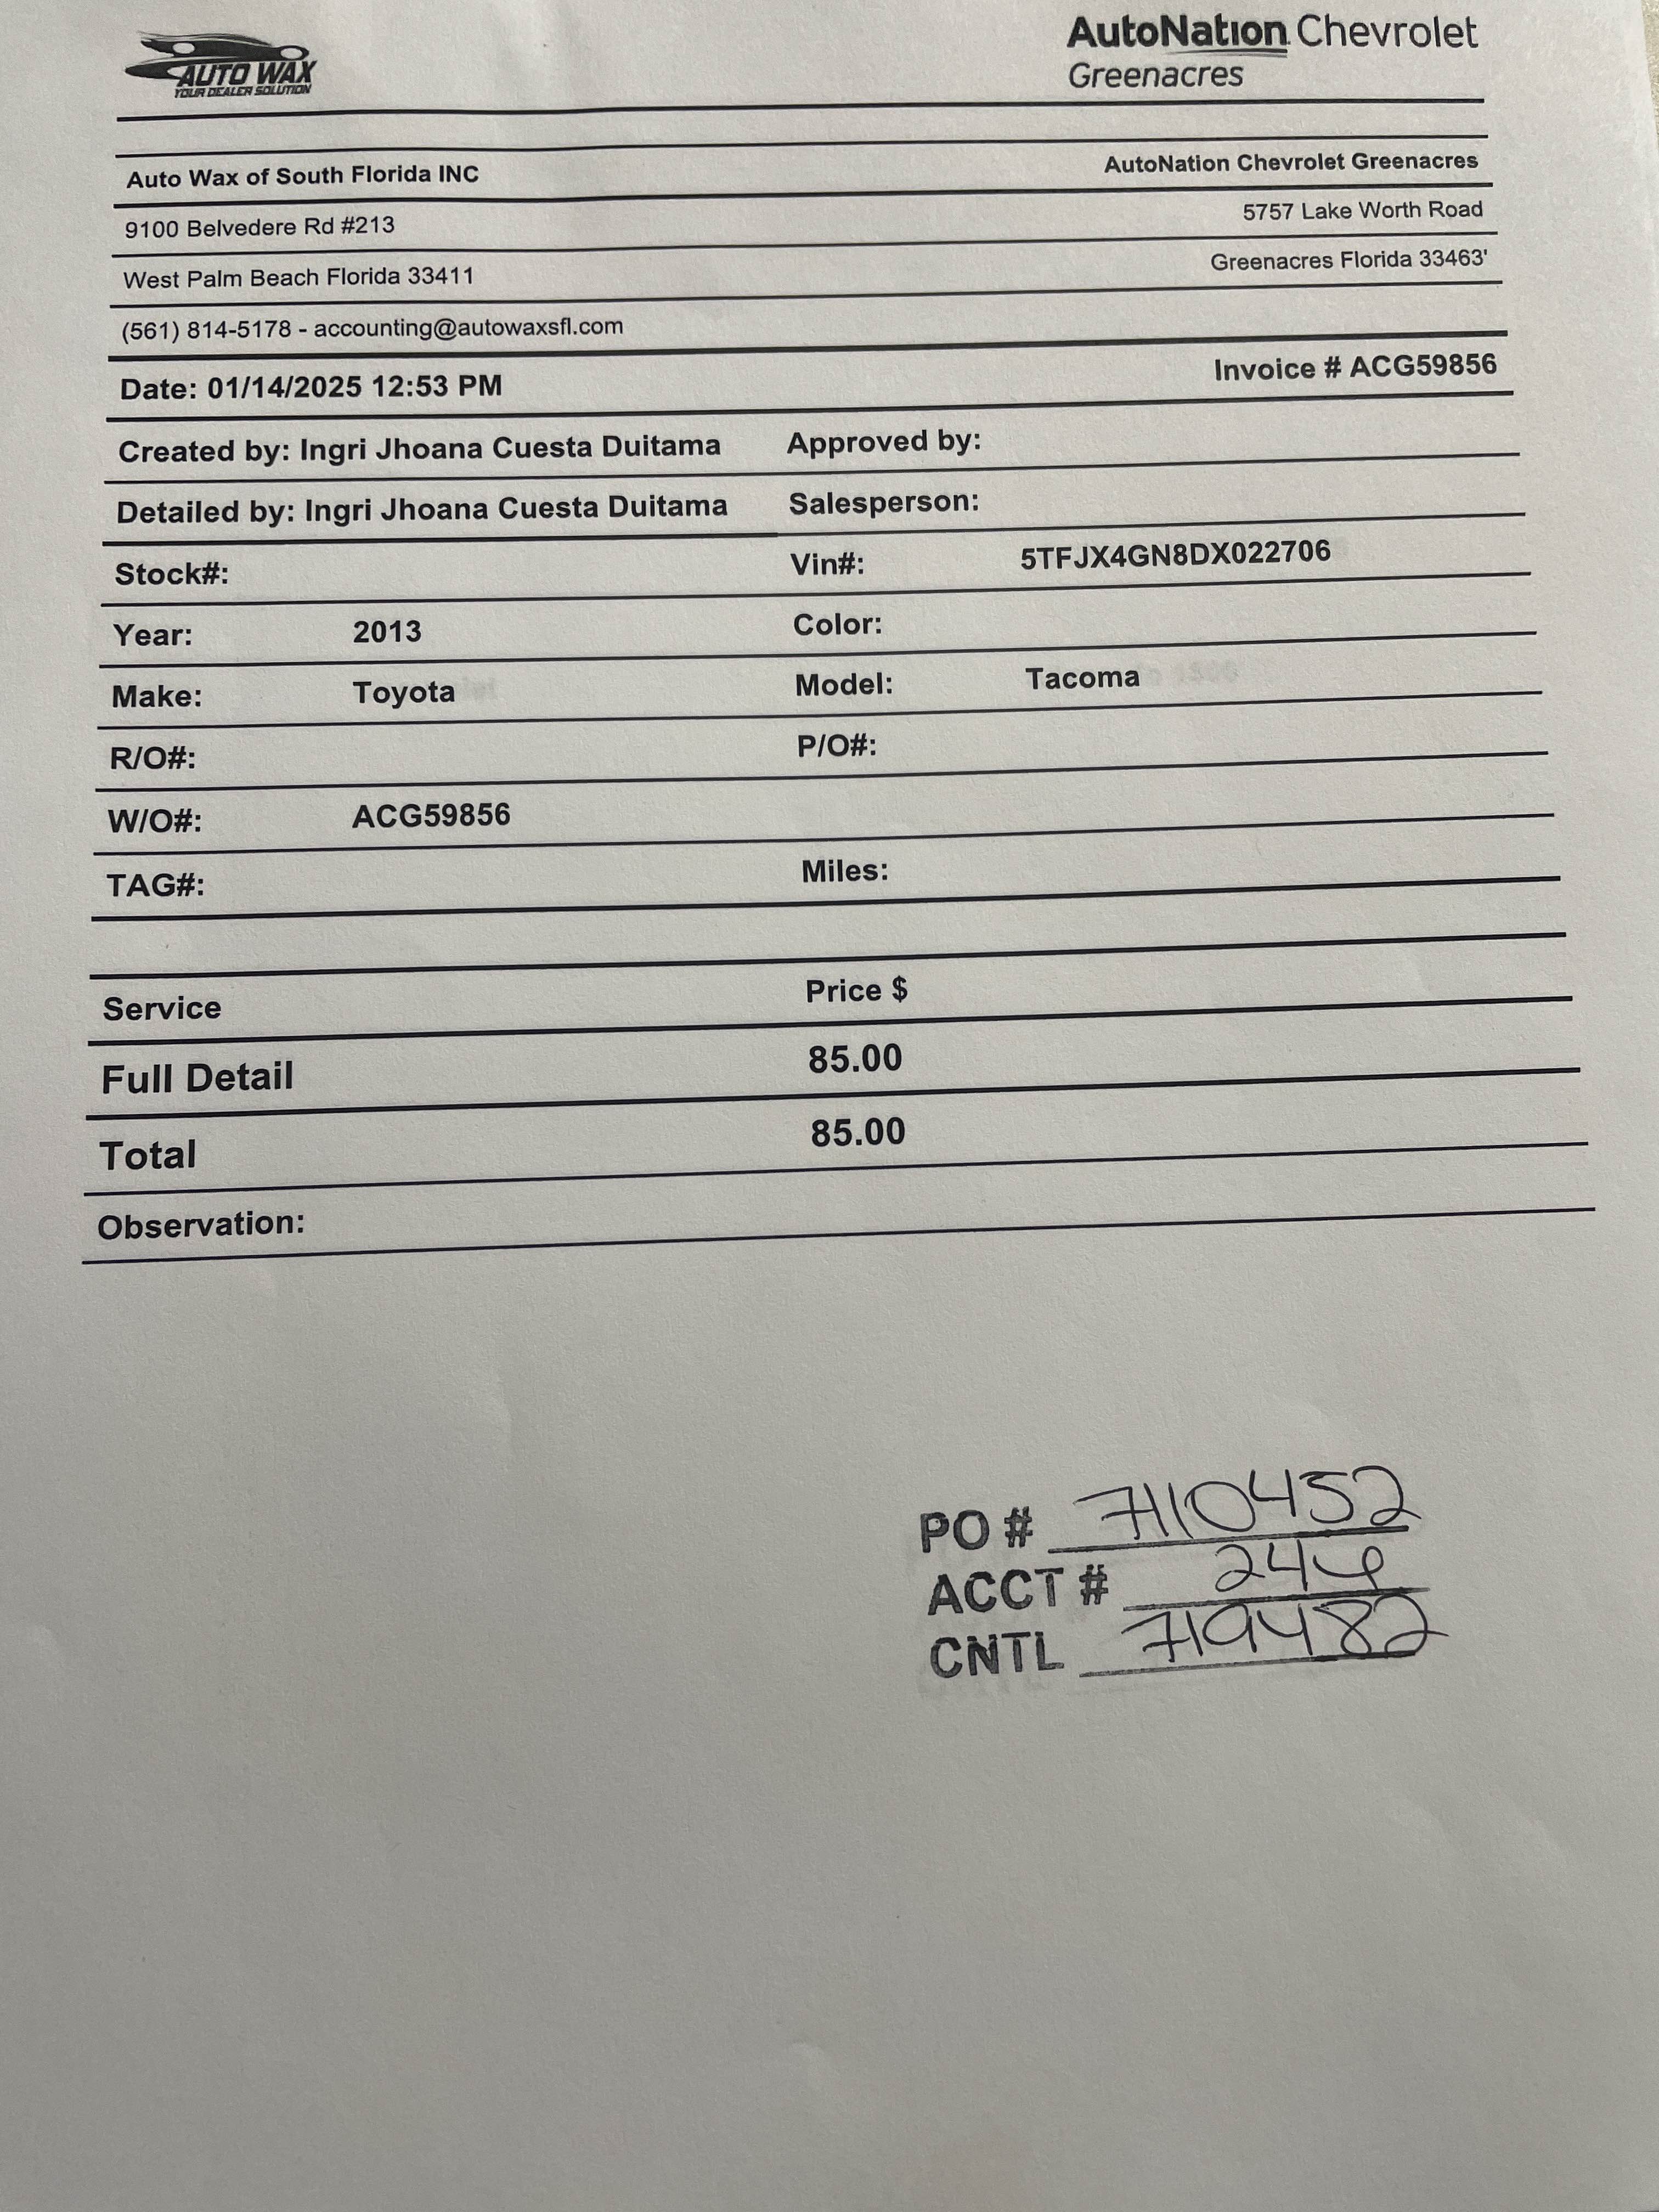 AUTO WAX
YOUR DEALER SOLUTION
AutoNation Chevrolet
Greenacres
Auto Wax of South Florida INC
AutoNation Chevrolet Greenacres
9100 Belvedere Rd #213
5757 Lake Worth Road
West Palm Beach Florida 33411
Greenacres Florida 33463'
(561) 814-5178 - accounting@autowaxsfl.com
Date: 01/14/2025 12:53 PM
Invoice # ACG59856
Created by: Ingri Jhoana Cuesta Duitama Approved by:
Detailed by: Ingri Jhoana Cuesta Duitama Salesperson:
Stock#: Vin#: 5TFJX4GN8DX022706
Year: 2013 Color:
Make: Toyota Model: Tacoma
R/O#: P/O#:
W/O#: ACG59856
TAG#: Miles:
Service Price $
Full Detail 85.00
Total 85.00
Observation:
PO # 7110452
ACCT #
CNTL 719482